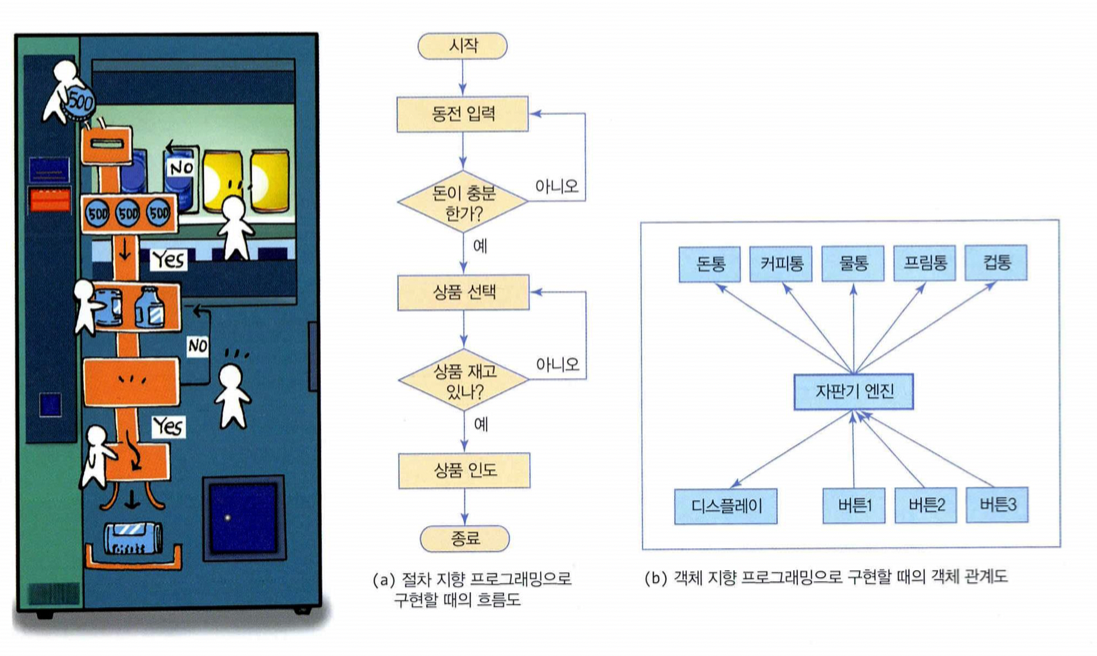 500
NO
500 500 500
Yes
NO
Yes
시작
동전 입력
돈이 충분
한가?
아니오
예
상품 선택
상품 재고
있나?
아니오
예
상품 인도
종료
(a) 절차 지향 프로그래밍으로
구현할 때의 흐름도
돈통 커피통 물통 프림통 컵통
자판기 엔진
디스플레이 버튼1 버튼2 버튼3
(b) 객체 지향 프로그래밍으로 구현할 때의 객체 관계도